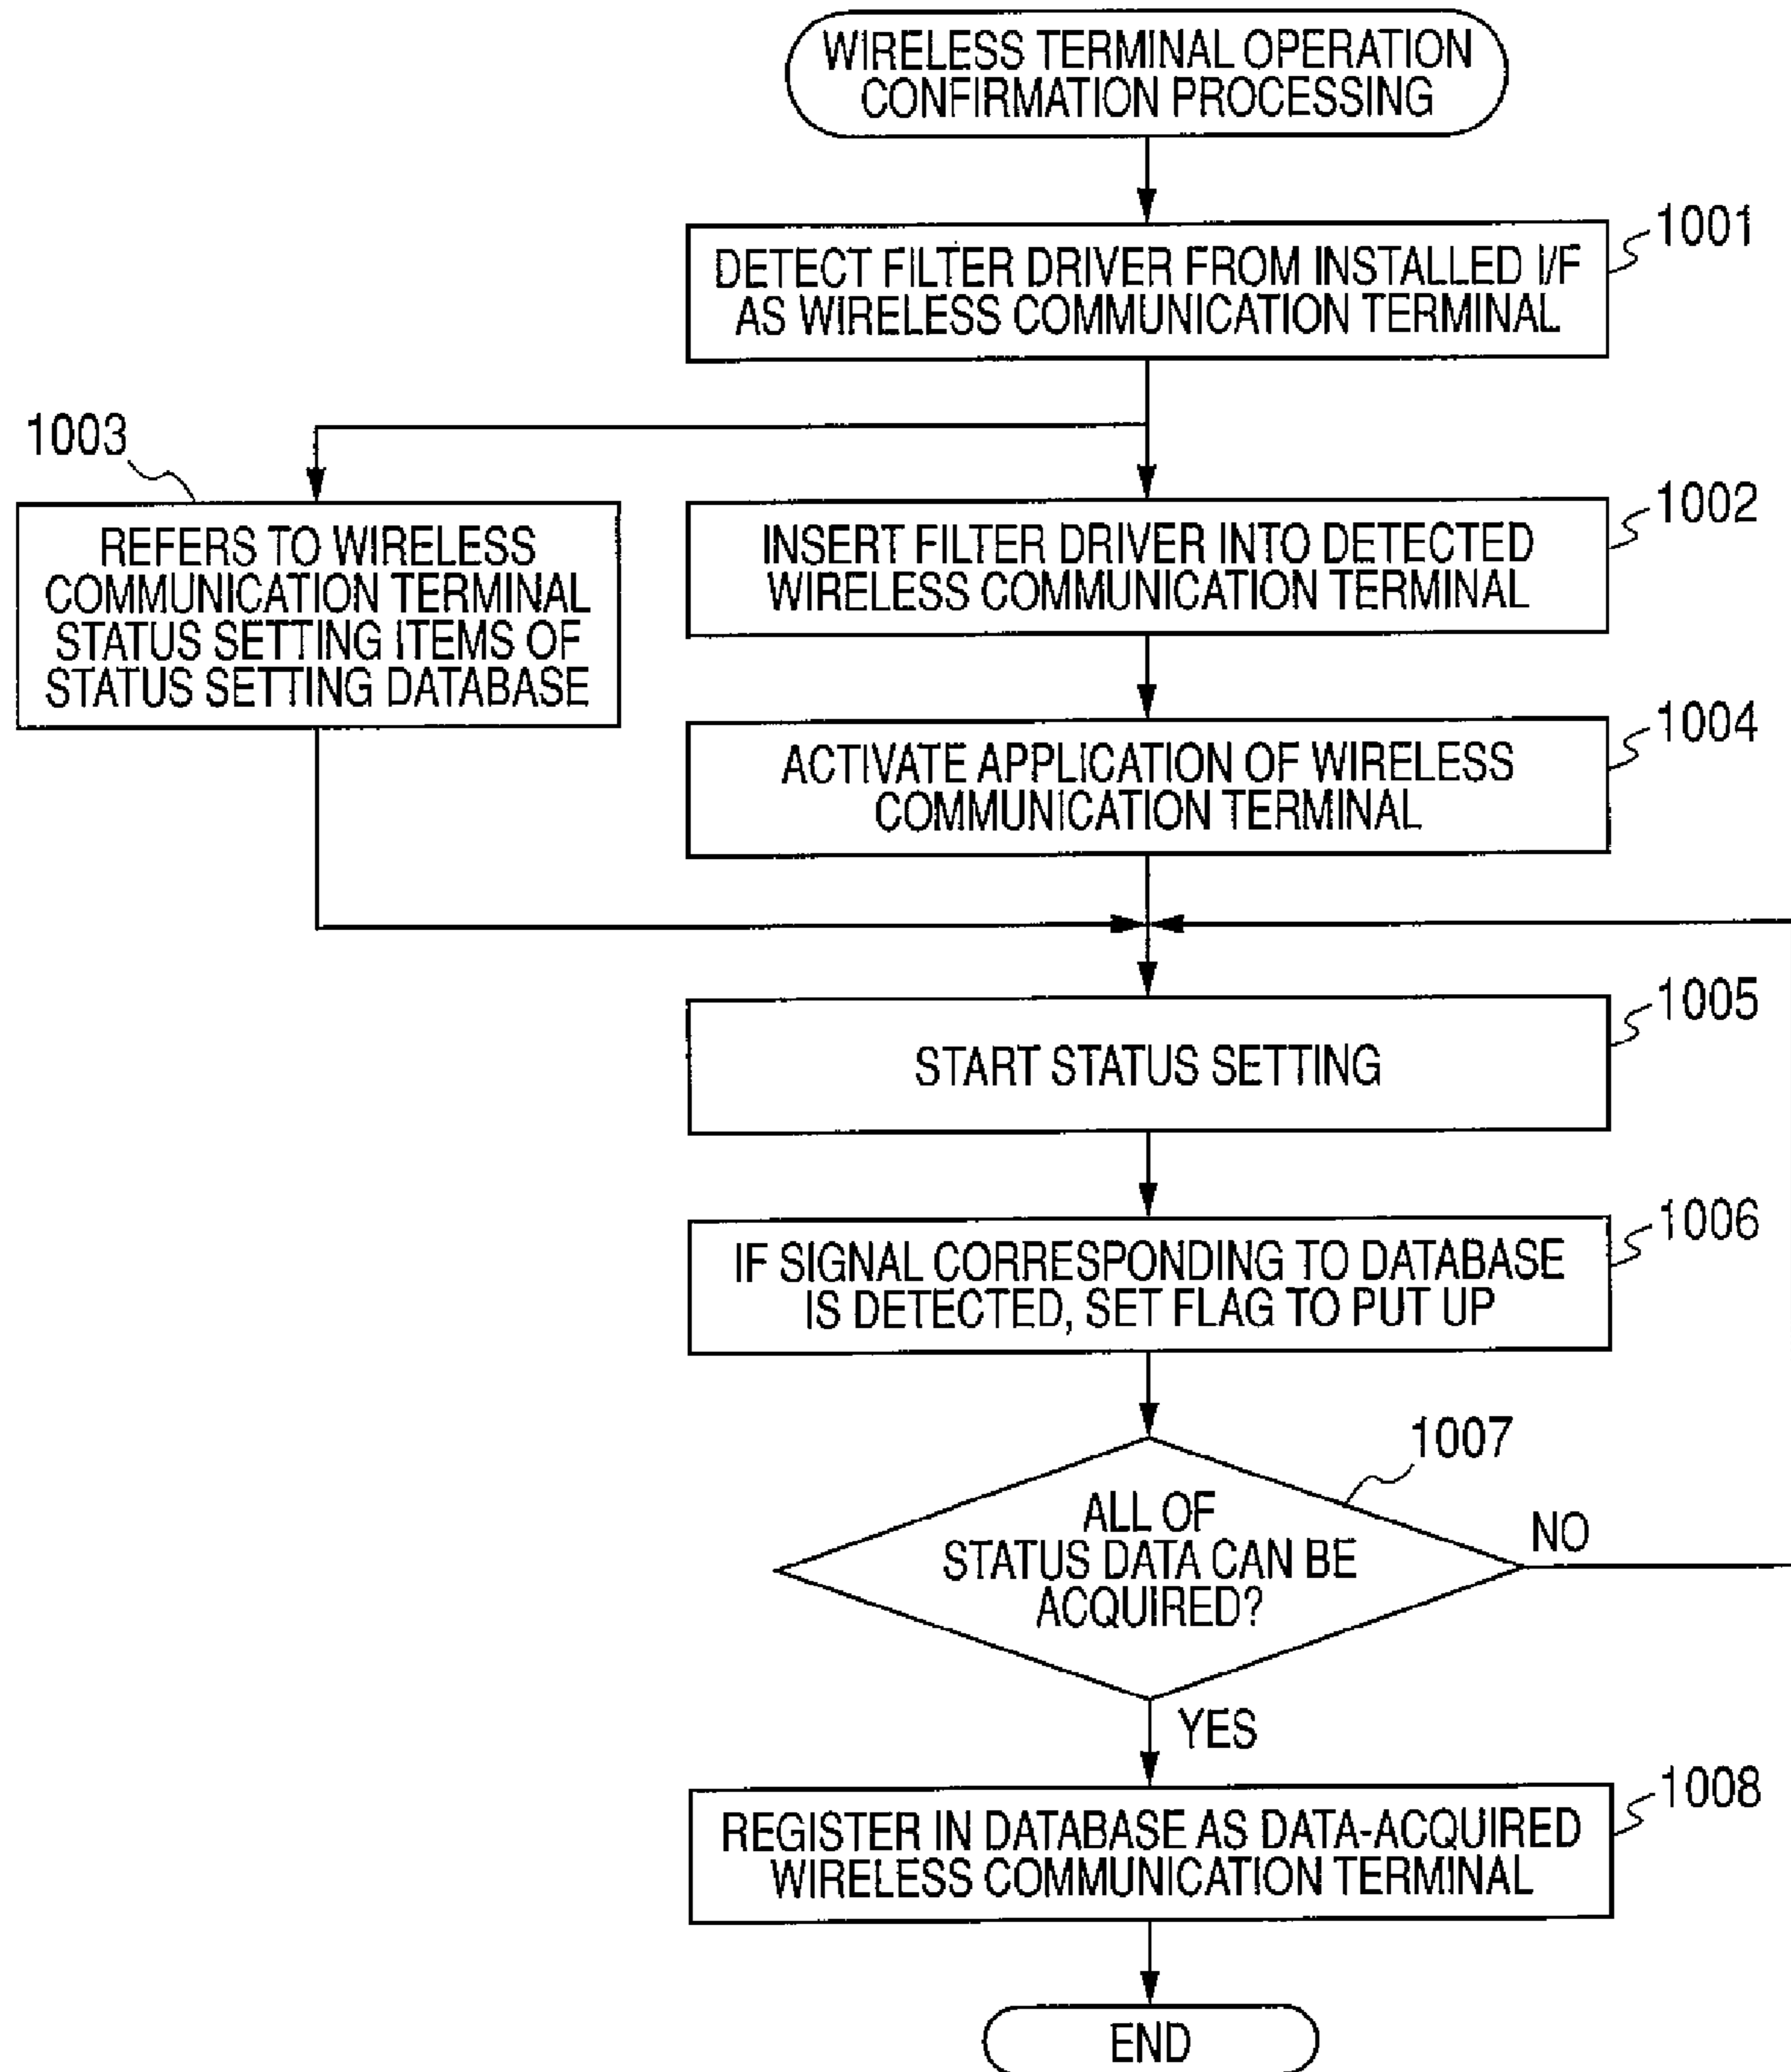 WIRELESS TERMINAL OPERATION
CONFIRMATION PROCESSING
1001
DETECT FILTER DRIVER FROM INSTALLED I/F
AS WIRELESS COMMUNICATION TERMINAL
1003
REFERS TO WIRELESS
COMMUNICATION TERMINAL
STATUS SETTING ITEMS OF
STATUS SETTING DATABASE
1002
INSERT FILTER DRIVER INTO DETECTED
WIRELESS COMMUNICATION TERMINAL
1004
ACTIVATE APPLICATION OF WIRELESS
COMMUNICATION TERMINAL
1005
START STATUS SETTING
1006
IF SIGNAL CORRESPONDING TO DATABASE
IS DETECTED, SET FLAG TO PUT UP
1007
ALL OF
STATUS DATA CAN BE
ACQUIRED?
NO
YES
1008
REGISTER IN DATABASE AS DATA-ACQUIRED
WIRELESS COMMUNICATION TERMINAL
END